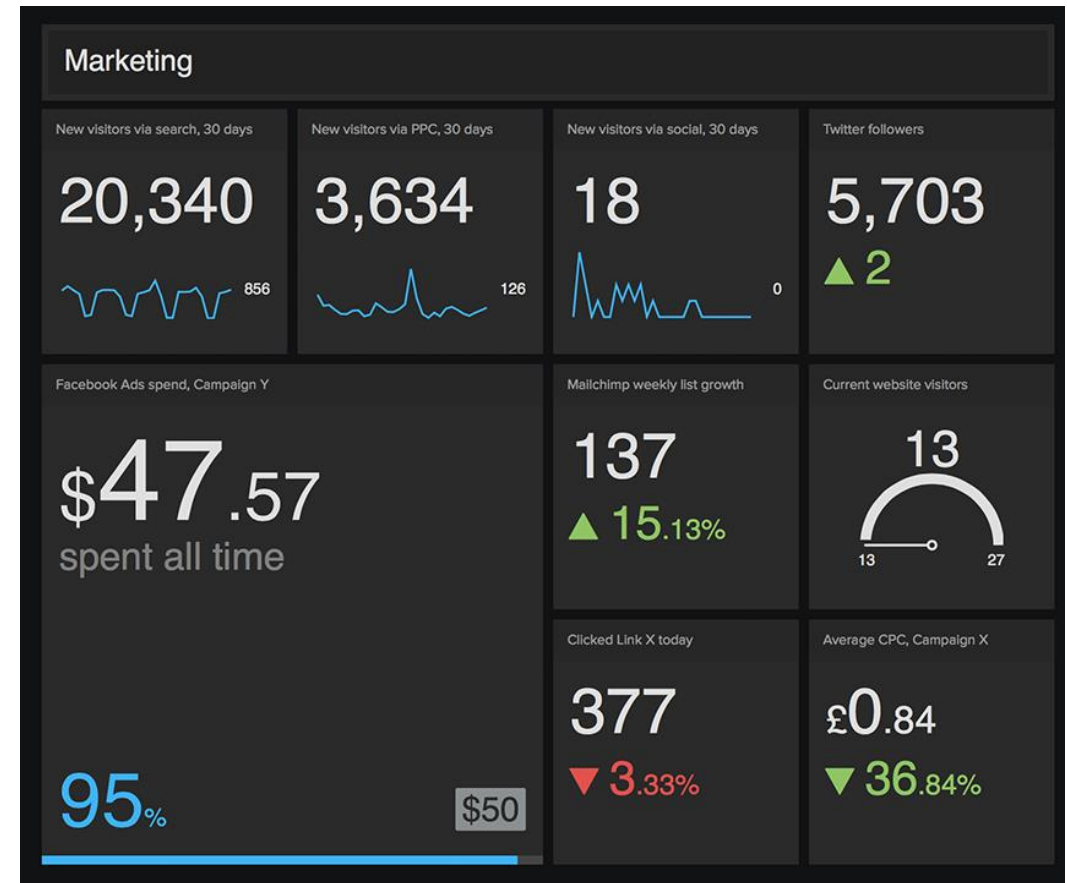 Marketing
New visitors via search, 30 days
20,340
856
New visitors via PPC, 30 days
3,634
126
New visitors via social, 30 days
18
0
Twitter followers
5,703
▲ 2
Facebook Ads spend, Campaign Y
$47.57
spent all time
95%
$50
Mailchimp weekly list growth
137
▲ 15.13%
Current website visitors
13
13 27
Clicked Link X today
377
▼ 3.33%
Average CPC, Campaign X
£0.84
▼ 36.84%